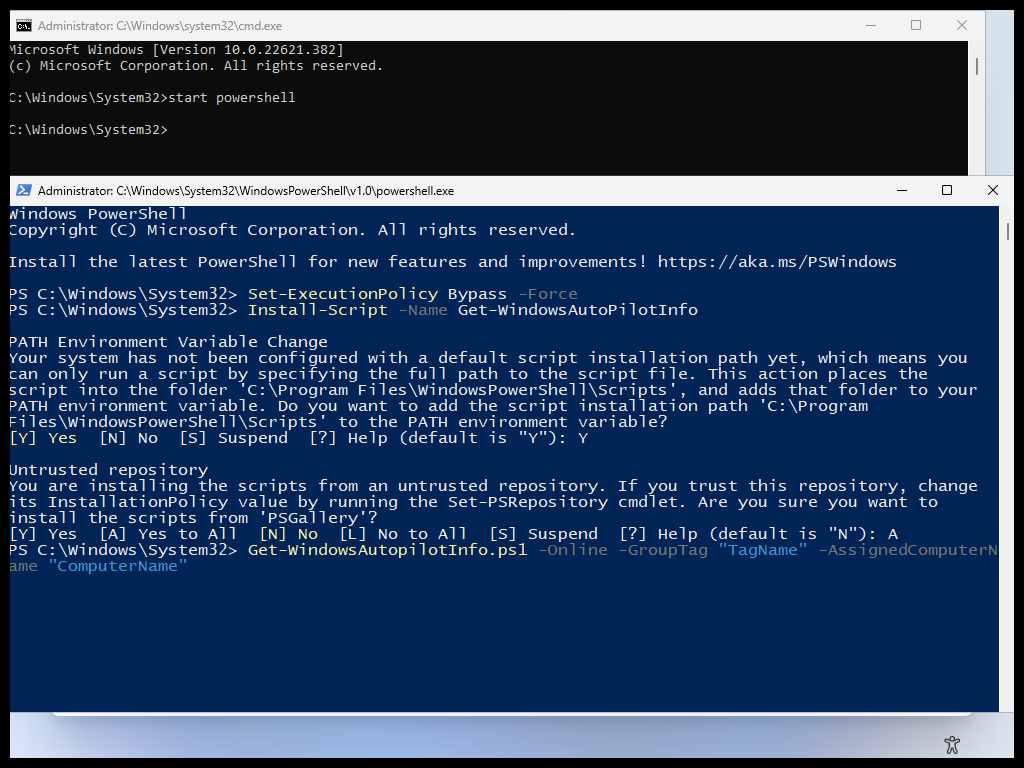 Administrator: C:\Windows\system32\cmd.exe
Microsoft Windows [Version 10.0.22621.382]
(c) Microsoft Corporation. All rights reserved.
C:\Windows\System32>start powershell
C:\Windows\System32>
Administrator: C:\Windows\System32\WindowsPowerShell\v1.0\powershell.exe
Windows PowerShell
Copyright (C) Microsoft Corporation. All rights reserved.
Install the latest PowerShell for new features and improvements! https://aka.ms/PSWindows
PS C:\Windows\System32> Set-ExecutionPolicy Bypass -Force
PS C:\Windows\System32> Install-Script -Name Get-WindowsAutoPilotInfo
PATH Environment Variable Change
Your system has not been configured with a default script installation path yet, which means you
can only run a script by specifying the full path to the script file. This action places the
script into the folder 'C:\Program Files\WindowsPowerShell\Scripts', and adds that folder to your
PATH environment variable. Do you want to add the script installation path 'C:\Program
Files\WindowsPowerShell\Scripts' to the PATH environment variable?
[Y] Yes  [N] No  [S] Suspend  [?] Help (default is "Y"): Y
Untrusted repository
You are installing the scripts from an untrusted repository. If you trust this repository, change
its InstallationPolicy value by running the Set-PSRepository cmdlet. Are you sure you want to
install the scripts from 'PSGallery'?
[Y] Yes  [A] Yes to All  [N] No  [L] No to All  [S] Suspend  [?] Help (default is "N"): A
PS C:\Windows\System32> Get-WindowsAutopilotInfo.ps1 -Online -GroupTag "TagName" -AssignedComputerN
ame "ComputerName"